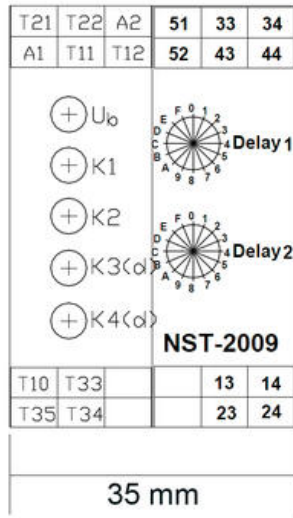 T21 T22 A2 51 33 34
A1 T11 T12 52 43 44
Ub
K1
K2
K3(d)
K4(d)
0 1 2 3 4 5 6 7 8 9 A B C D E F
Delay 1
0 1 2 3 4 5 6 7 8 9 A B C D E F
Delay 2
NST-2009
T10 T33 13 14
T35 T34 23 24
35 mm